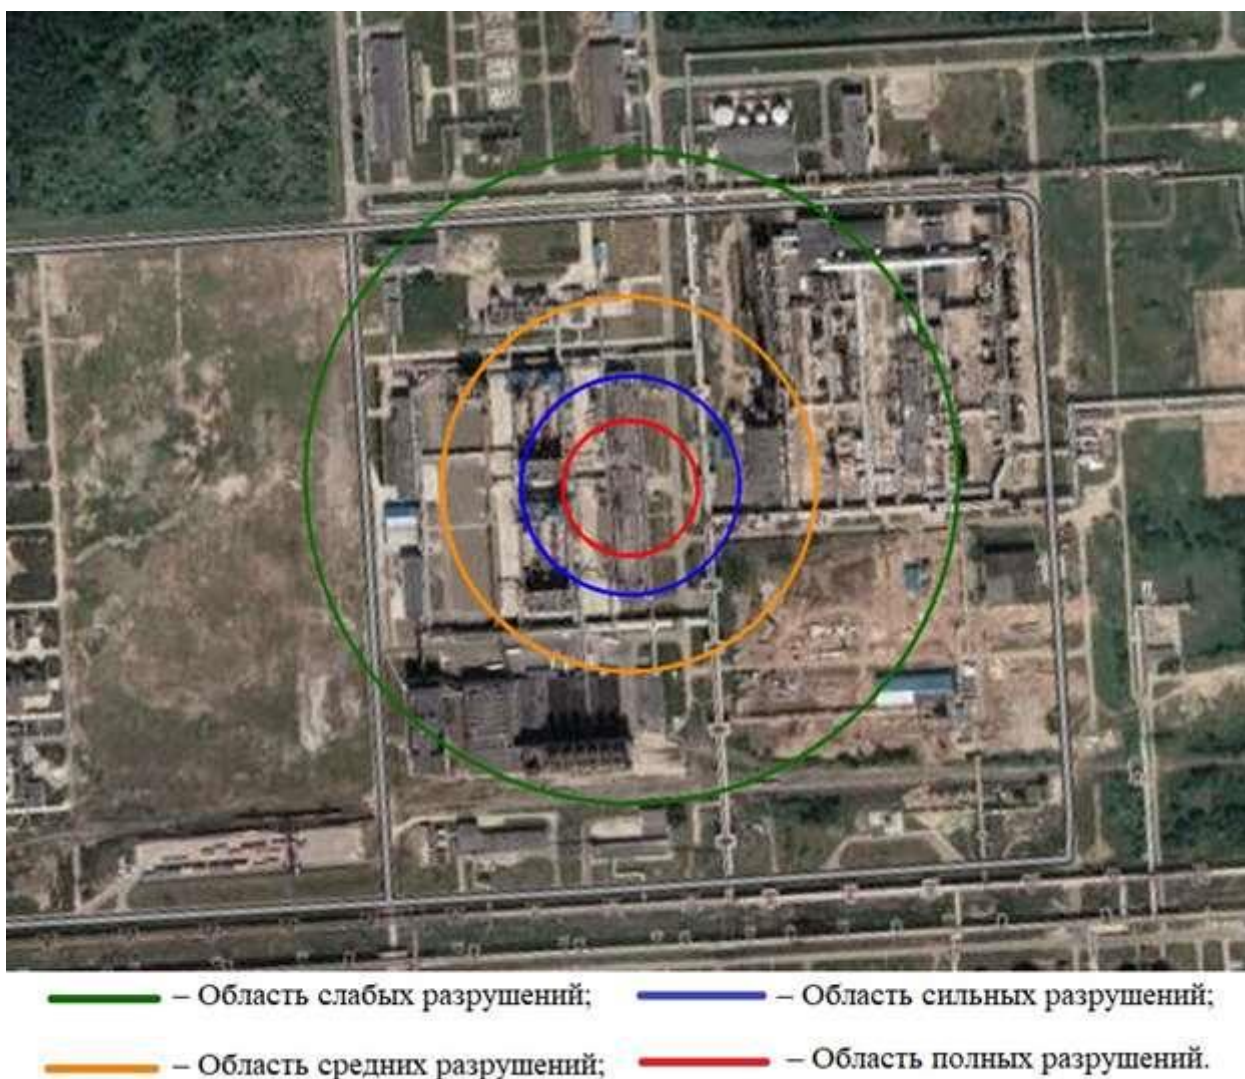 – Область слабых разрушений;
– Область сильных разрушений;
– Область средних разрушений;
– Область полных разрушений.